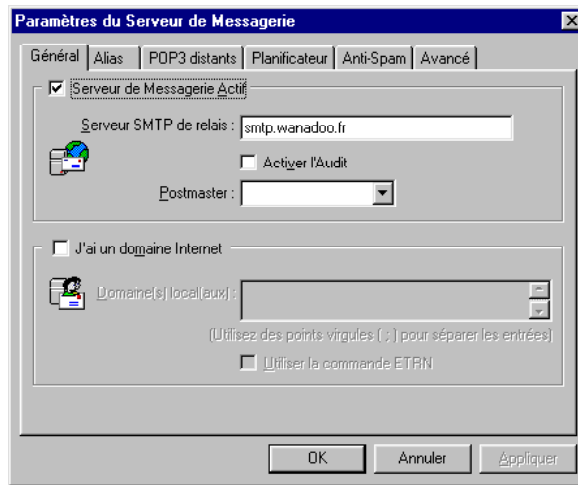 Paramètres du Serveur de Messagerie
Général Alias POP3 distants Planificateur Anti-Spam Avancé
Serveur de Messagerie Actif
Serveur SMTP de relais : smtp.wanadoo.fr
Activer l'Audit
Postmaster :
J'ai un domaine Internet
Domaine(s) local(aux) :
(Utilisez des points virgules ( ; ) pour séparer les entrées)
Utiliser la commande ETRN
OK Annuler Appliquer